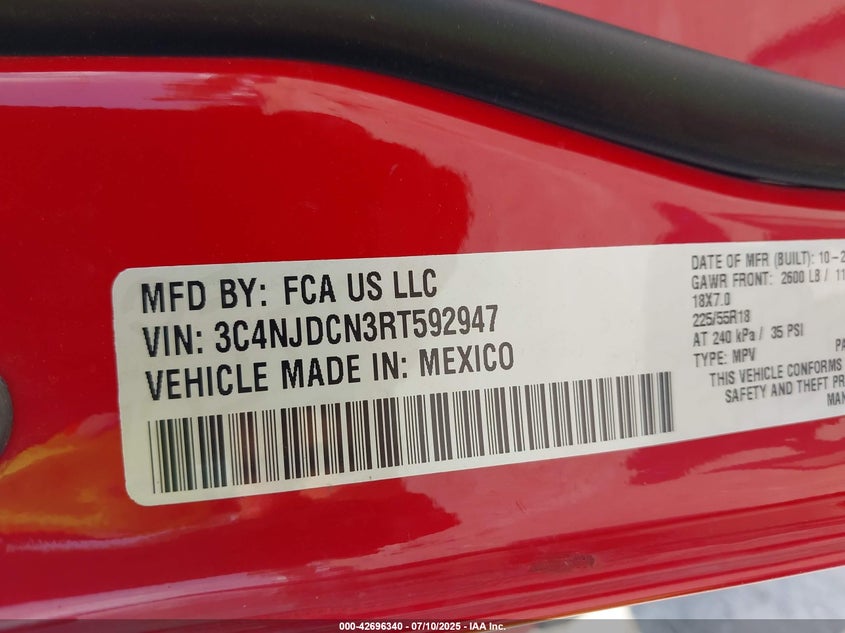 MFD BY: FCA US LLC
VIN: 3C4NJDCN3RT592947
VEHICLE MADE IN: MEXICO
DATE OF MFR (BUILT): 10-2
GAWR FRONT: 2600 LB / 11
18X7.0
225/55R18
AT 240 kPa / 35 PSI
TYPE: MPV PA
THIS VEHICLE CONFORMS
SAFETY AND THEFT PR
MAN
000-42696340 - 07/10/2025 - IAA Inc.